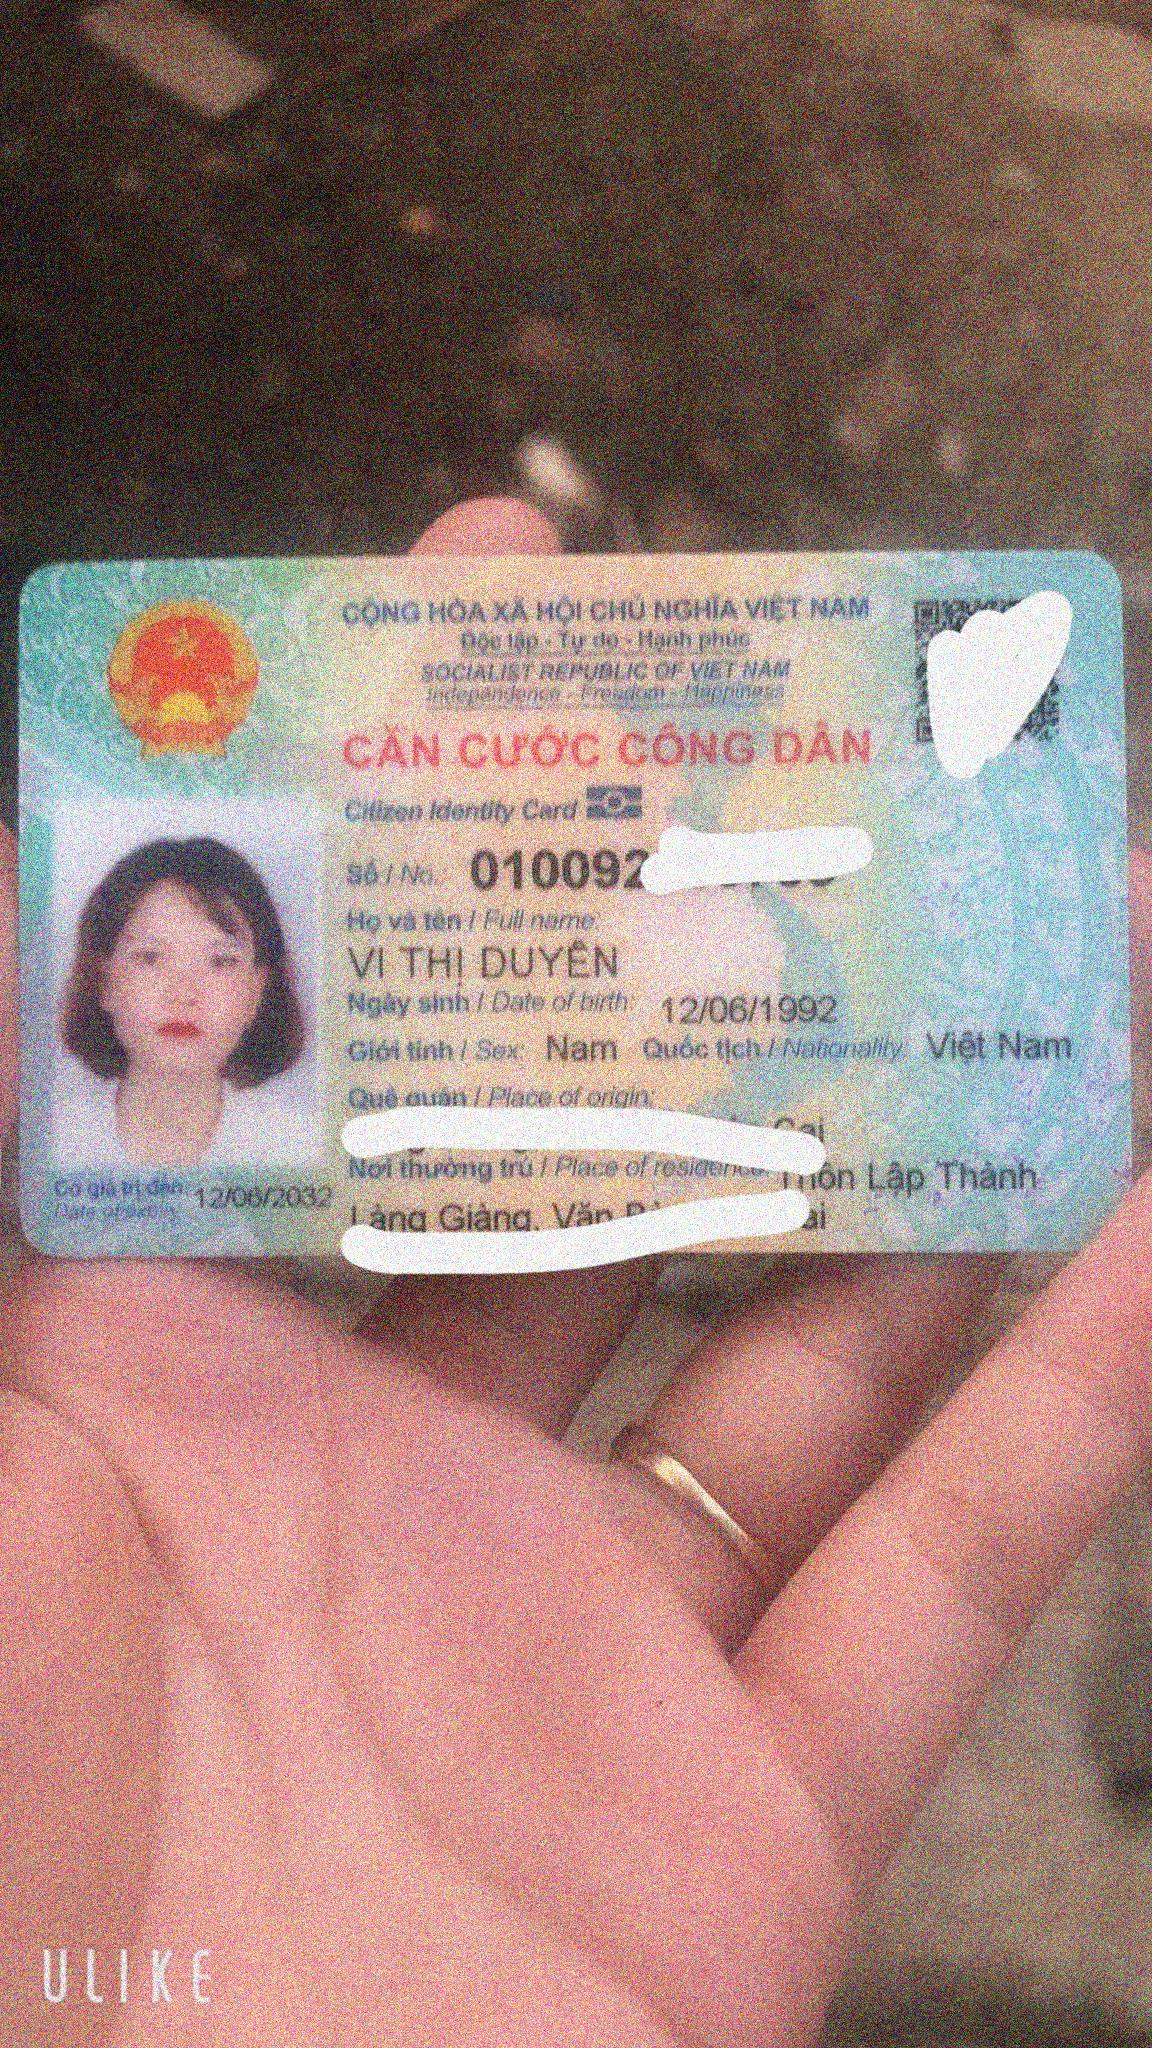 CỘNG HÒA XÃ HỘI CHỦ NGHĨA VIỆT NAM
Độc lập - Tự do - Hạnh phúc
SOCIALIST REPUBLIC OF VIET NAM
Independence - Freedom - Happiness
CĂN CƯỚC CÔNG DÂN
Citizen Identity Card
Số / No.: 010092
Họ và tên / Full name:
VI THỊ DUYÊN
Ngày sinh / Date of birth: 12/06/1992
Giới tính / Sex: Nam Quốc tịch / Nationality: Việt Nam
Quê quán / Place of origin:
Cai
Nơi thường trú / Place of residence: Thôn Lập Thành
Làng Giàng, Văn
Có giá trị đến: 12/06/2032
Date of expiry
ULIKE